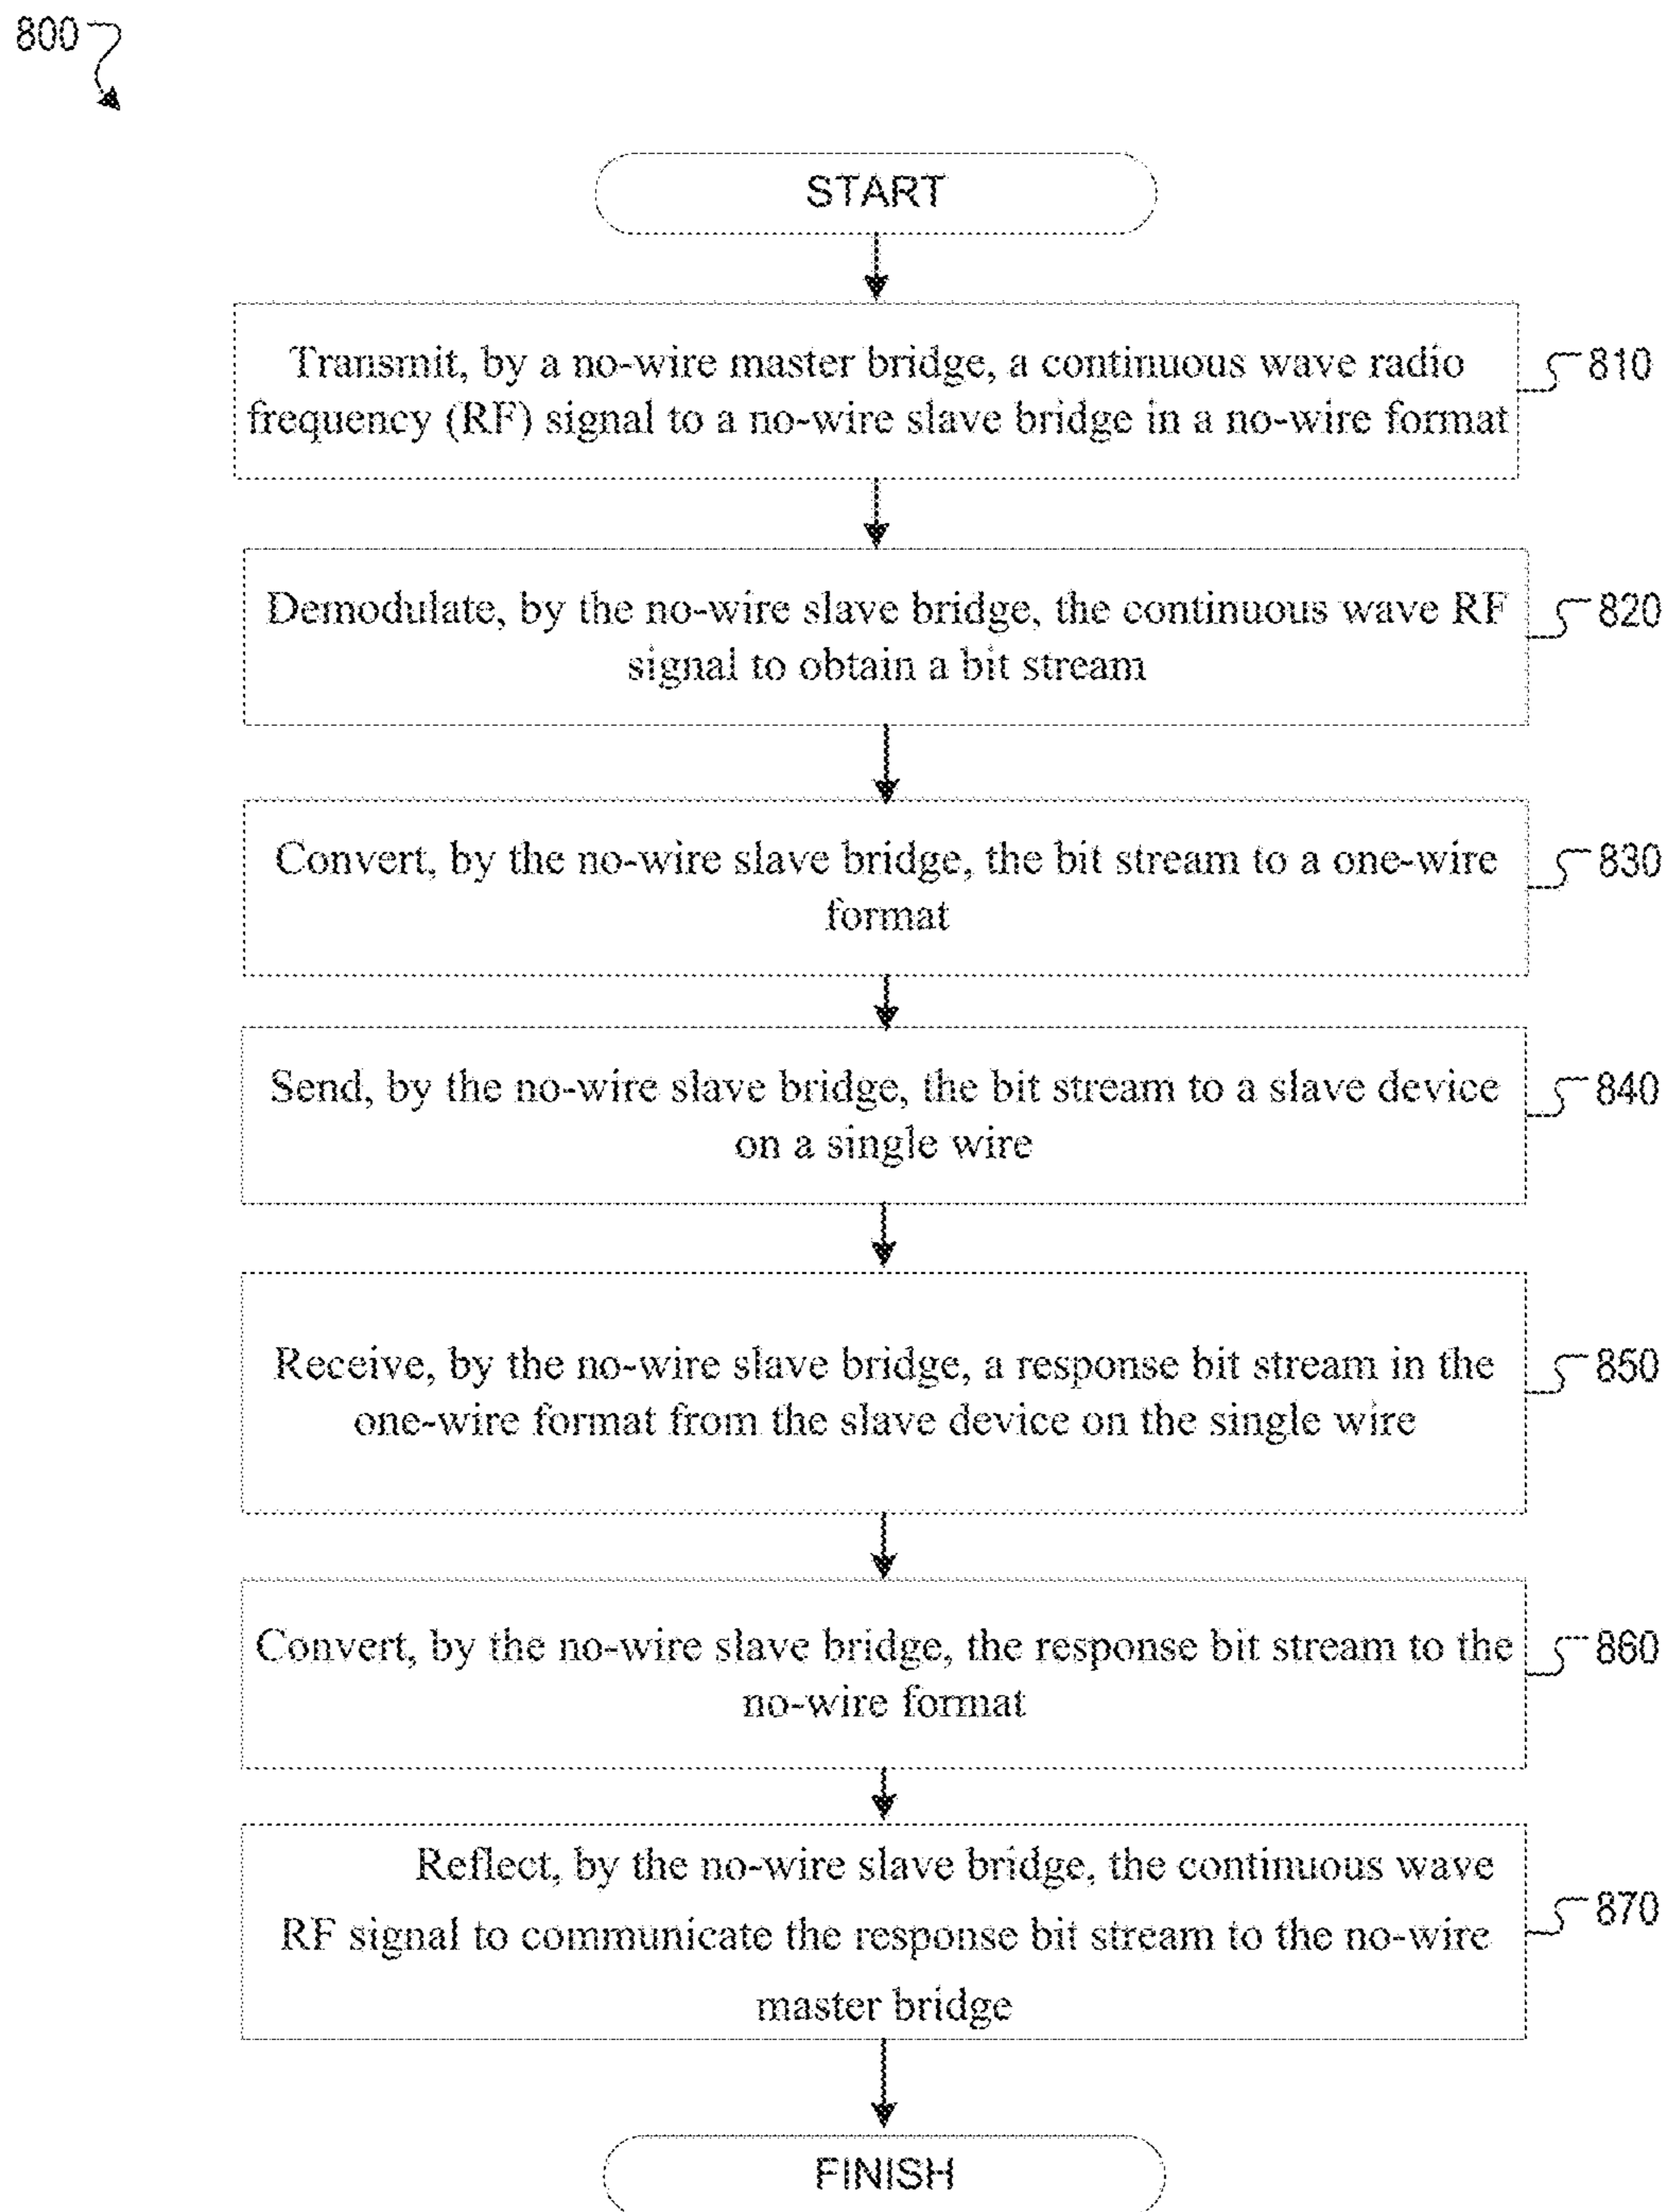 800
START
Transmit, by a no-wire master bridge, a continuous wave radio
frequency (RF) signal to a no-wire slave bridge in a no-wire format
810
Demodulate, by the no-wire slave bridge, the continuous wave RF
signal to obtain a bit stream
820
Convert, by the no-wire slave bridge, the bit stream to a one-wire
format
830
Send, by the no-wire slave bridge, the bit stream to a slave device
on a single wire
840
Receive, by the no-wire slave bridge, a response bit stream in the
one-wire format from the slave device on the single wire
850
Convert, by the no-wire slave bridge, the response bit stream to the
no-wire format
860
Reflect, by the no-wire slave bridge, the continuous wave
RF signal to communicate the response bit stream to the no-wire
master bridge
870
FINISH